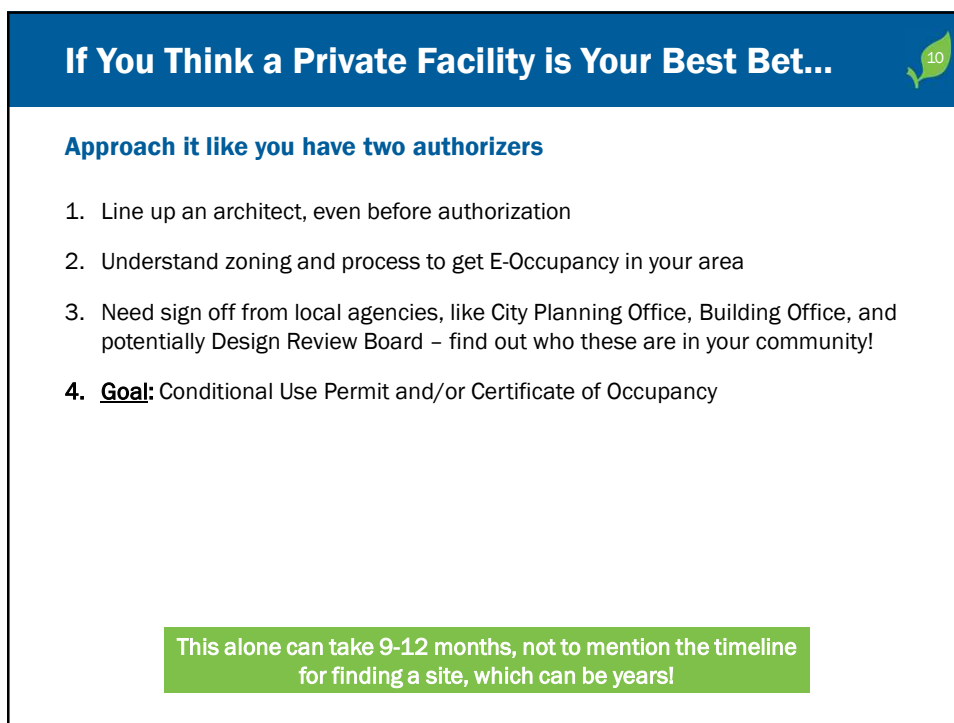 If You Think a Private Facility is Your Best Bet...
10
Approach it like you have two authorizers
1. Line up an architect, even before authorization
2. Understand zoning and process to get E-Occupancy in your area
3. Need sign off from local agencies, like City Planning Office, Building Office, and
potentially Design Review Board – find out who these are in your community!
4. Goal: Conditional Use Permit and/or Certificate of Occupancy
This alone can take 9-12 months, not to mention the timeline
for finding a site, which can be years!